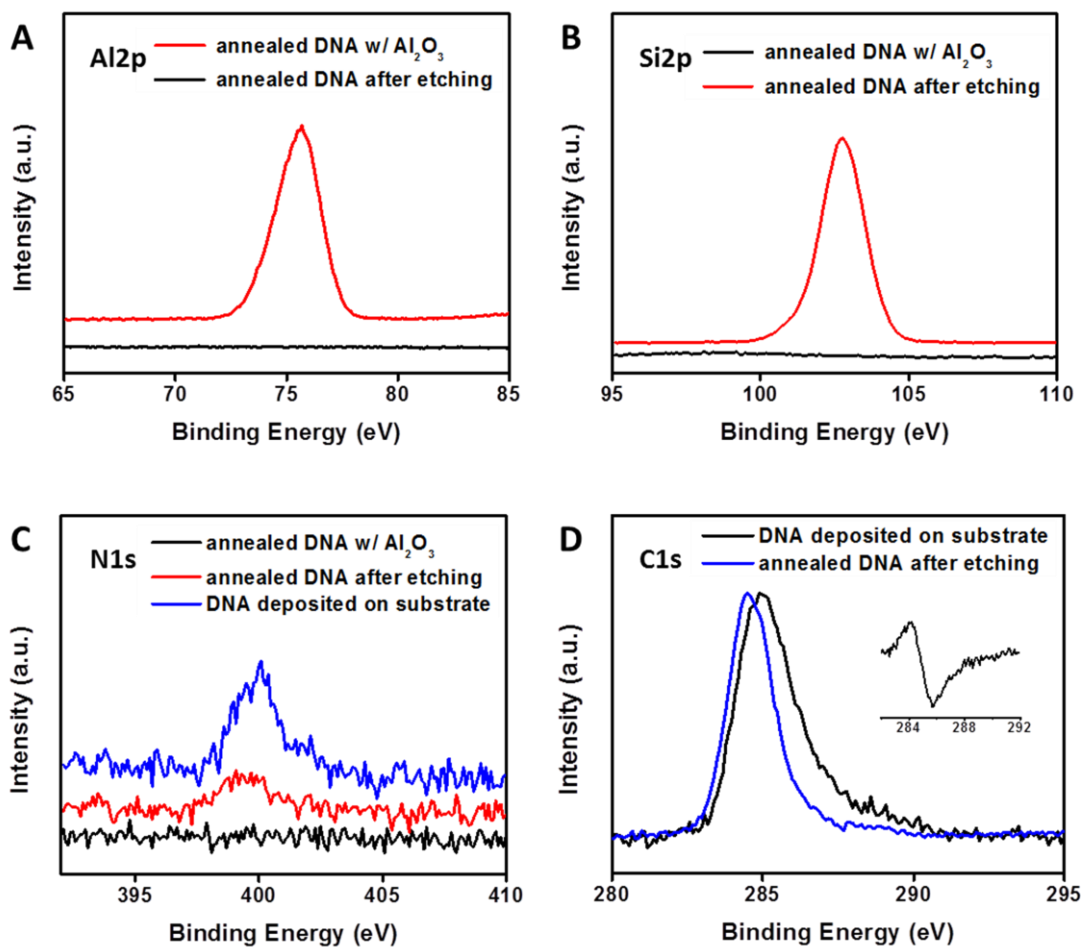 A
Al2p
annealed DNA w/ Al₂O₃
annealed DNA after etching
Intensity (a.u.)
65 70 75 80 85
Binding Energy (eV)
B
Si2p
annealed DNA w/ Al₂O₃
annealed DNA after etching
Intensity (a.u.)
95 100 105 110
Binding Energy (eV)
C
N1s
annealed DNA w/ Al₂O₃
annealed DNA after etching
DNA deposited on substrate
Intensity (a.u.)
395 400 405 410
Binding Energy (eV)
D
C1s
DNA deposited on substrate
annealed DNA after etching
284 288 292
Intensity (a.u.)
280 285 290 295
Binding Energy (eV)